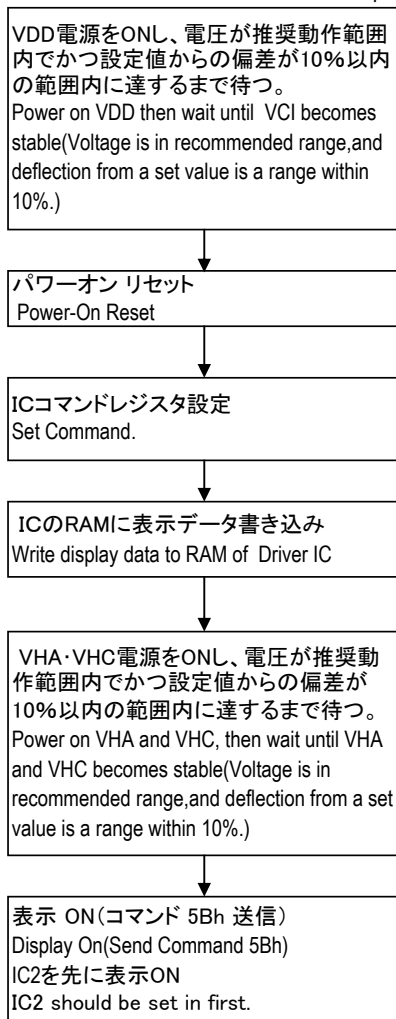 VDD電源をONし、電圧が推奨動作範囲
内でかつ設定値からの偏差が10%以内
の範囲内に達するまで待つ。
Power on VDD then wait until VCI becomes
stable(Voltage is in recommended range,and
deflection from a set value is a range within
10%.)
パワーオン リセット
Power-On Reset
ICコマンドレジスタ設定
Set Command.
ICのRAMに表示データ書き込み
Write display data to RAM of Driver IC
VHA・VHC電源をONし、電圧が推奨動
作範囲内でかつ設定値からの偏差が
10%以内の範囲内に達するまで待つ。
Power on VHA and VHC, then wait until VHA
and VHC becomes stable(Voltage is in
recommended range,and deflection from a set
value is a range within 10%.)
表示 ON(コマンド 5Bh 送信)
Display On(Send Command 5Bh)
IC2を先に表示ON
IC2 should be set in first.